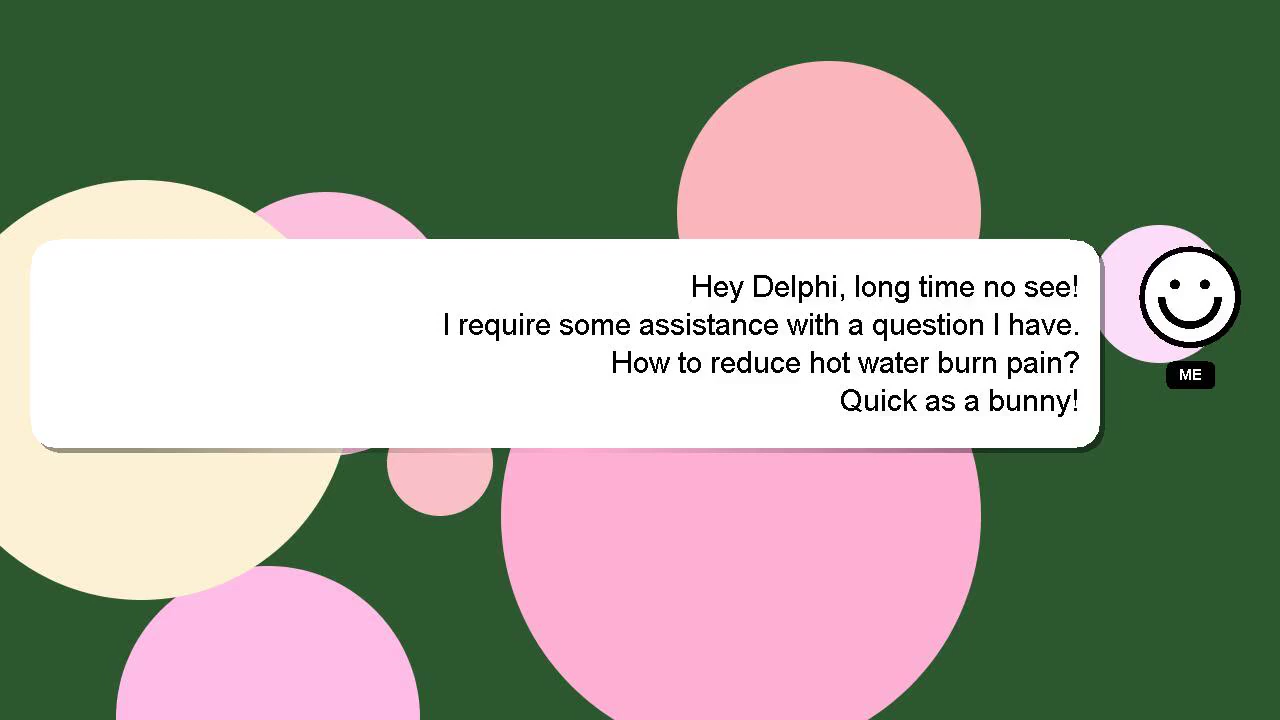 Hey Delphi, long time no see!
I require some assistance with a question I have.
How to reduce hot water burn pain?
Quick as a bunny!
ME